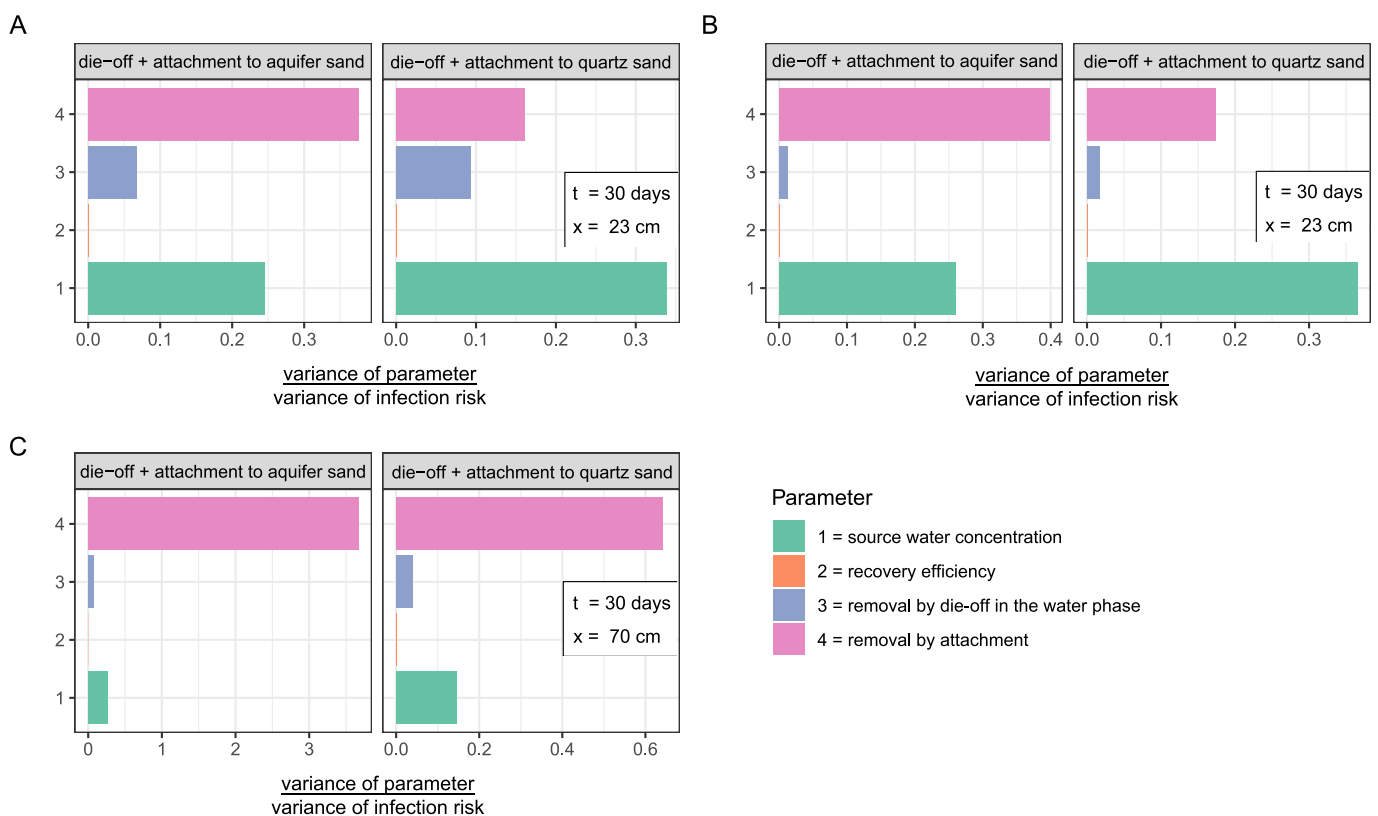 A
die−off + attachment to aquifer sand
die−off + attachment to quartz sand
4
3
2
1
t = 30 days
x = 23 cm
0.0 0.1 0.2 0.3
0.0 0.1 0.2 0.3
variance of parameter
variance of infection risk
B
die−off + attachment to aquifer sand
die−off + attachment to quartz sand
4
3
2
1
t = 30 days
x = 23 cm
0.0 0.1 0.2 0.3 0.4
0.0 0.1 0.2 0.3
variance of parameter
variance of infection risk
C
die−off + attachment to aquifer sand
die−off + attachment to quartz sand
4
3
2
1
t = 30 days
x = 70 cm
0 1 2 3
0.0 0.2 0.4 0.6
variance of parameter
variance of infection risk
Parameter
1 = source water concentration
2 = recovery efficiency
3 = removal by die-off in the water phase
4 = removal by attachment